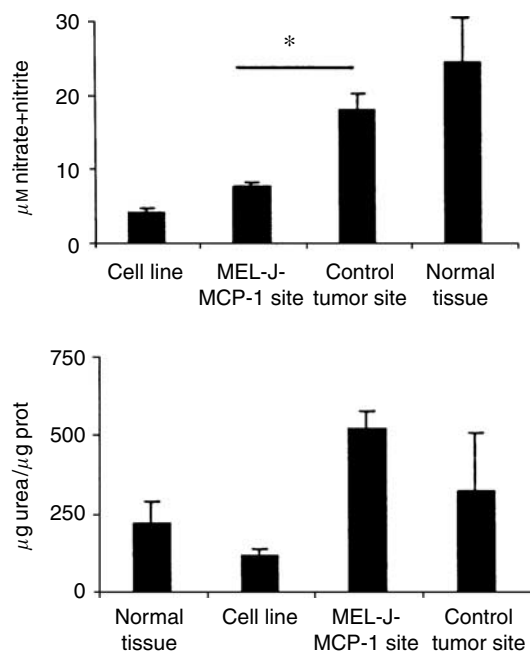 30
*
20
10
0
μM nitrate+nitrite
Cell line
MEL-J-
MCP-1 site
Control
tumor site
Normal
tissue
750
500
250
0
μg urea/μg prot
Normal
tissue
Cell line
MEL-J-
MCP-1 site
Control
tumor site